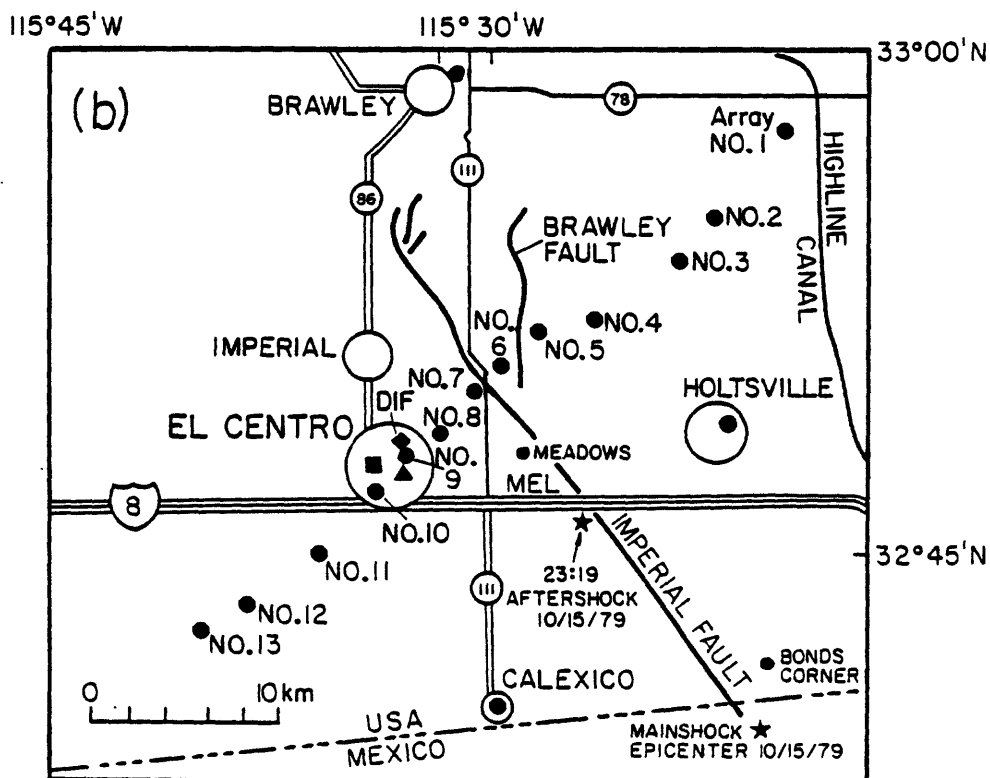 115°45'W
115°30'W
33°00'N
(b)
BRAWLEY
78
Array
NO.1
HIGHLINE
CANAL
111
86
NO.2
BRAWLEY
FAULT
NO.3
NO.4
NO.
6
NO.5
IMPERIAL
NO.7
HOLTSVILLE
DIF
NO.8
EL CENTRO
NO.
9
MEADOWS
MEL
8
NO.10
IMPERIAL FAULT
32°45'N
NO.11
23:19
AFTERSHOCK
10/15/79
111
NO.12
NO.13
BONDS
CORNER
0 10 km
CALEXICO
USA
MEXICO
MAINSHOCK
EPICENTER 10/15/79